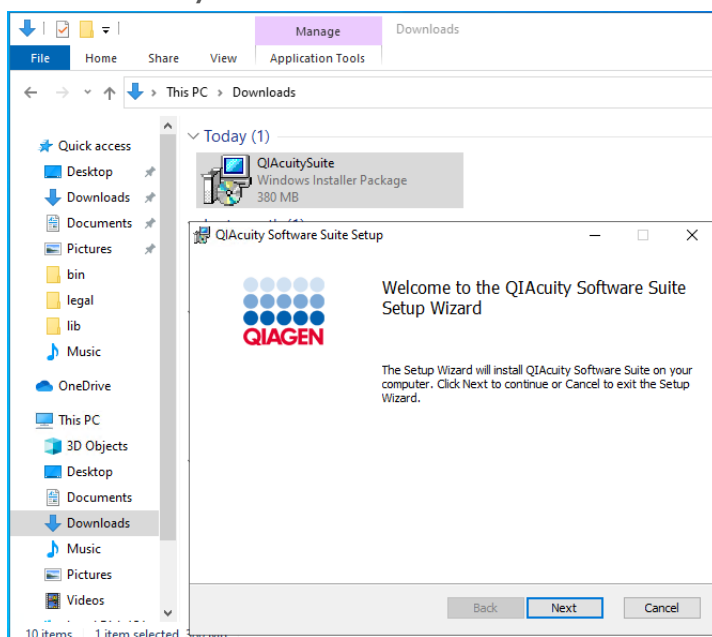 Manage
Downloads
File
Home
Share
View
Application Tools
This PC
Downloads
Quick access
Desktop
Downloads
Documents
Pictures
bin
legal
lib
Music
OneDrive
This PC
3D Objects
Desktop
Documents
Downloads
Music
Pictures
Videos
10 items
1 item selected
Today (1)
QIAcuitySuite
Windows Installer Package
380 MB
QIAcuity Software Suite Setup
QIAGEN
Welcome to the QIAcuity Software Suite
Setup Wizard
The Setup Wizard will install QIAcuity Software Suite on your
computer. Click Next to continue or Cancel to exit the Setup
Wizard.
Back
Next
Cancel